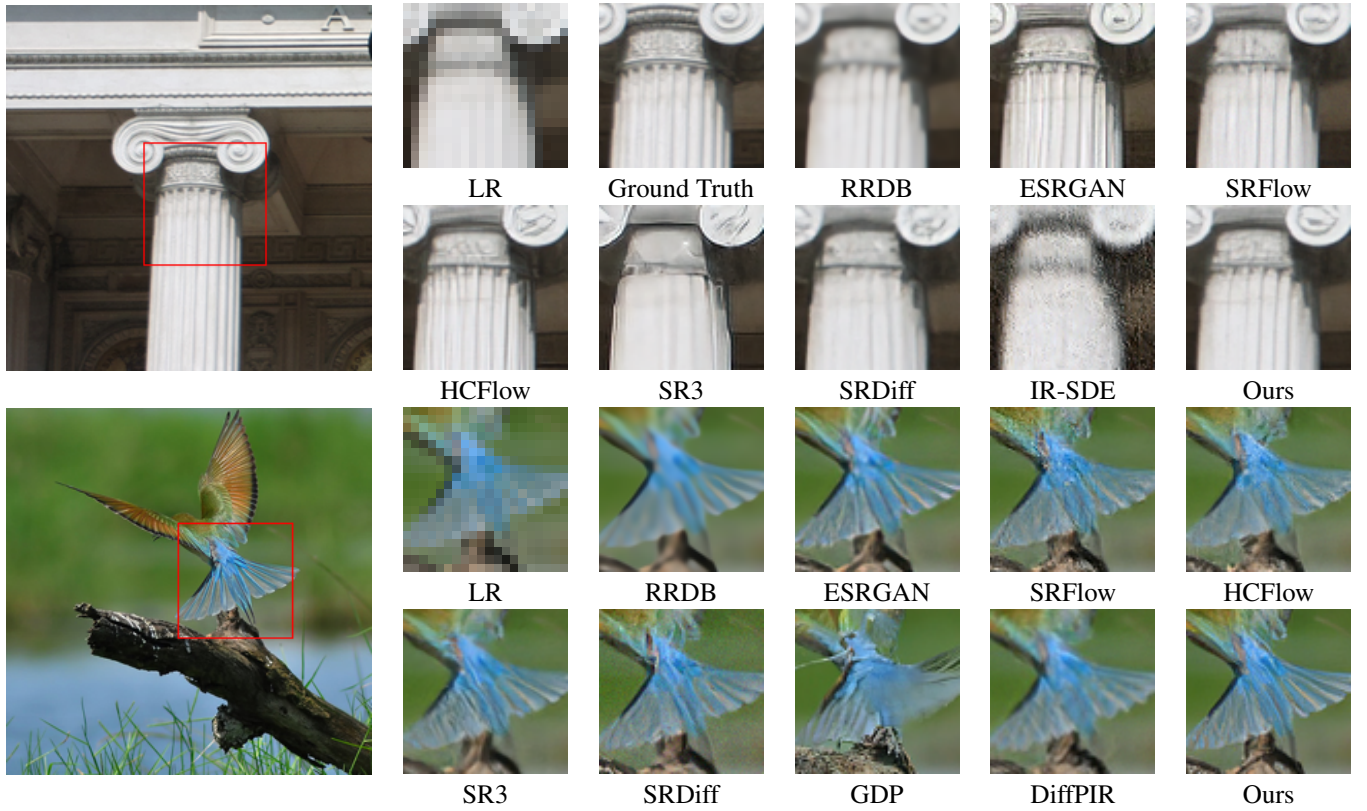 A
LR Ground Truth RRDB ESRGAN SRFlow
HCFlow SR3 SRDiff IR-SDE Ours
LR RRDB ESRGAN SRFlow HCFlow
SR3 SRDiff GDP DiffPIR Ours